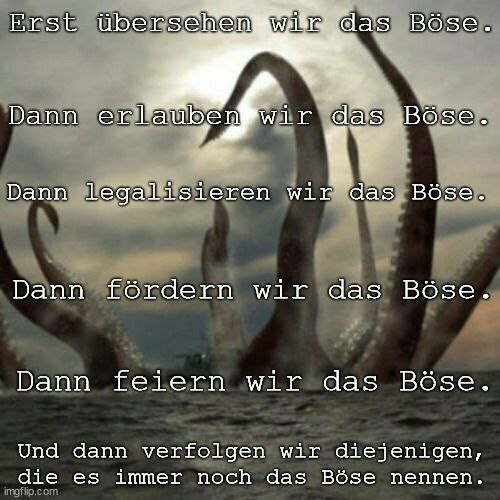 Erst übersehen wir das Böse.
Dann erlauben wir das Böse.
Dann legalisieren wir das Böse.
Dann fördern wir das Böse.
Dann feiern wir das Böse.
Und dann verfolgen wir diejenigen,
die es immer noch das Böse nennen.
imgflip.com